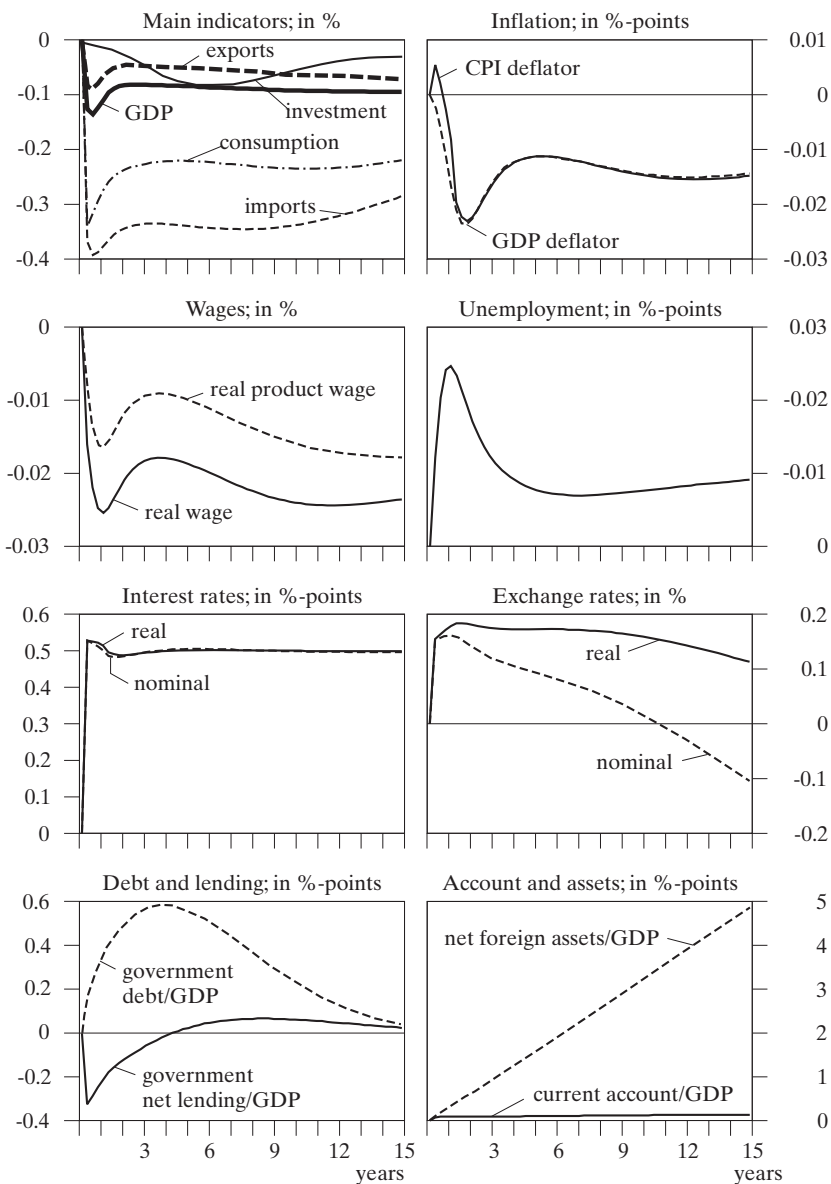 Main indicators; in %
0
-0.1
-0.2
-0.3
-0.4
exports
GDP
investment
consumption
imports
Inflation; in %-points
0.01
0
-0.01
-0.02
-0.03
CPI deflator
GDP deflator
Wages; in %
0
-0.01
-0.02
-0.03
real product wage
real wage
Unemployment; in %-points
0.03
-0.02
-0.01
0
Interest rates; in %-points
0.6
0.5
0.4
0.3
0.2
0.1
0
real
nominal
Exchange rates; in %
0.2
0.1
0
-0.1
-0.2
real
nominal
Debt and lending; in %-points
0.6
0.4
0.2
0
-0.2
-0.4
government
debt/GDP
government
net lending/GDP
3 6 9 12 15
years
Account and assets; in %-points
5
4
3
2
1
0
net foreign assets/GDP
current account/GDP
3 6 9 12 15
years